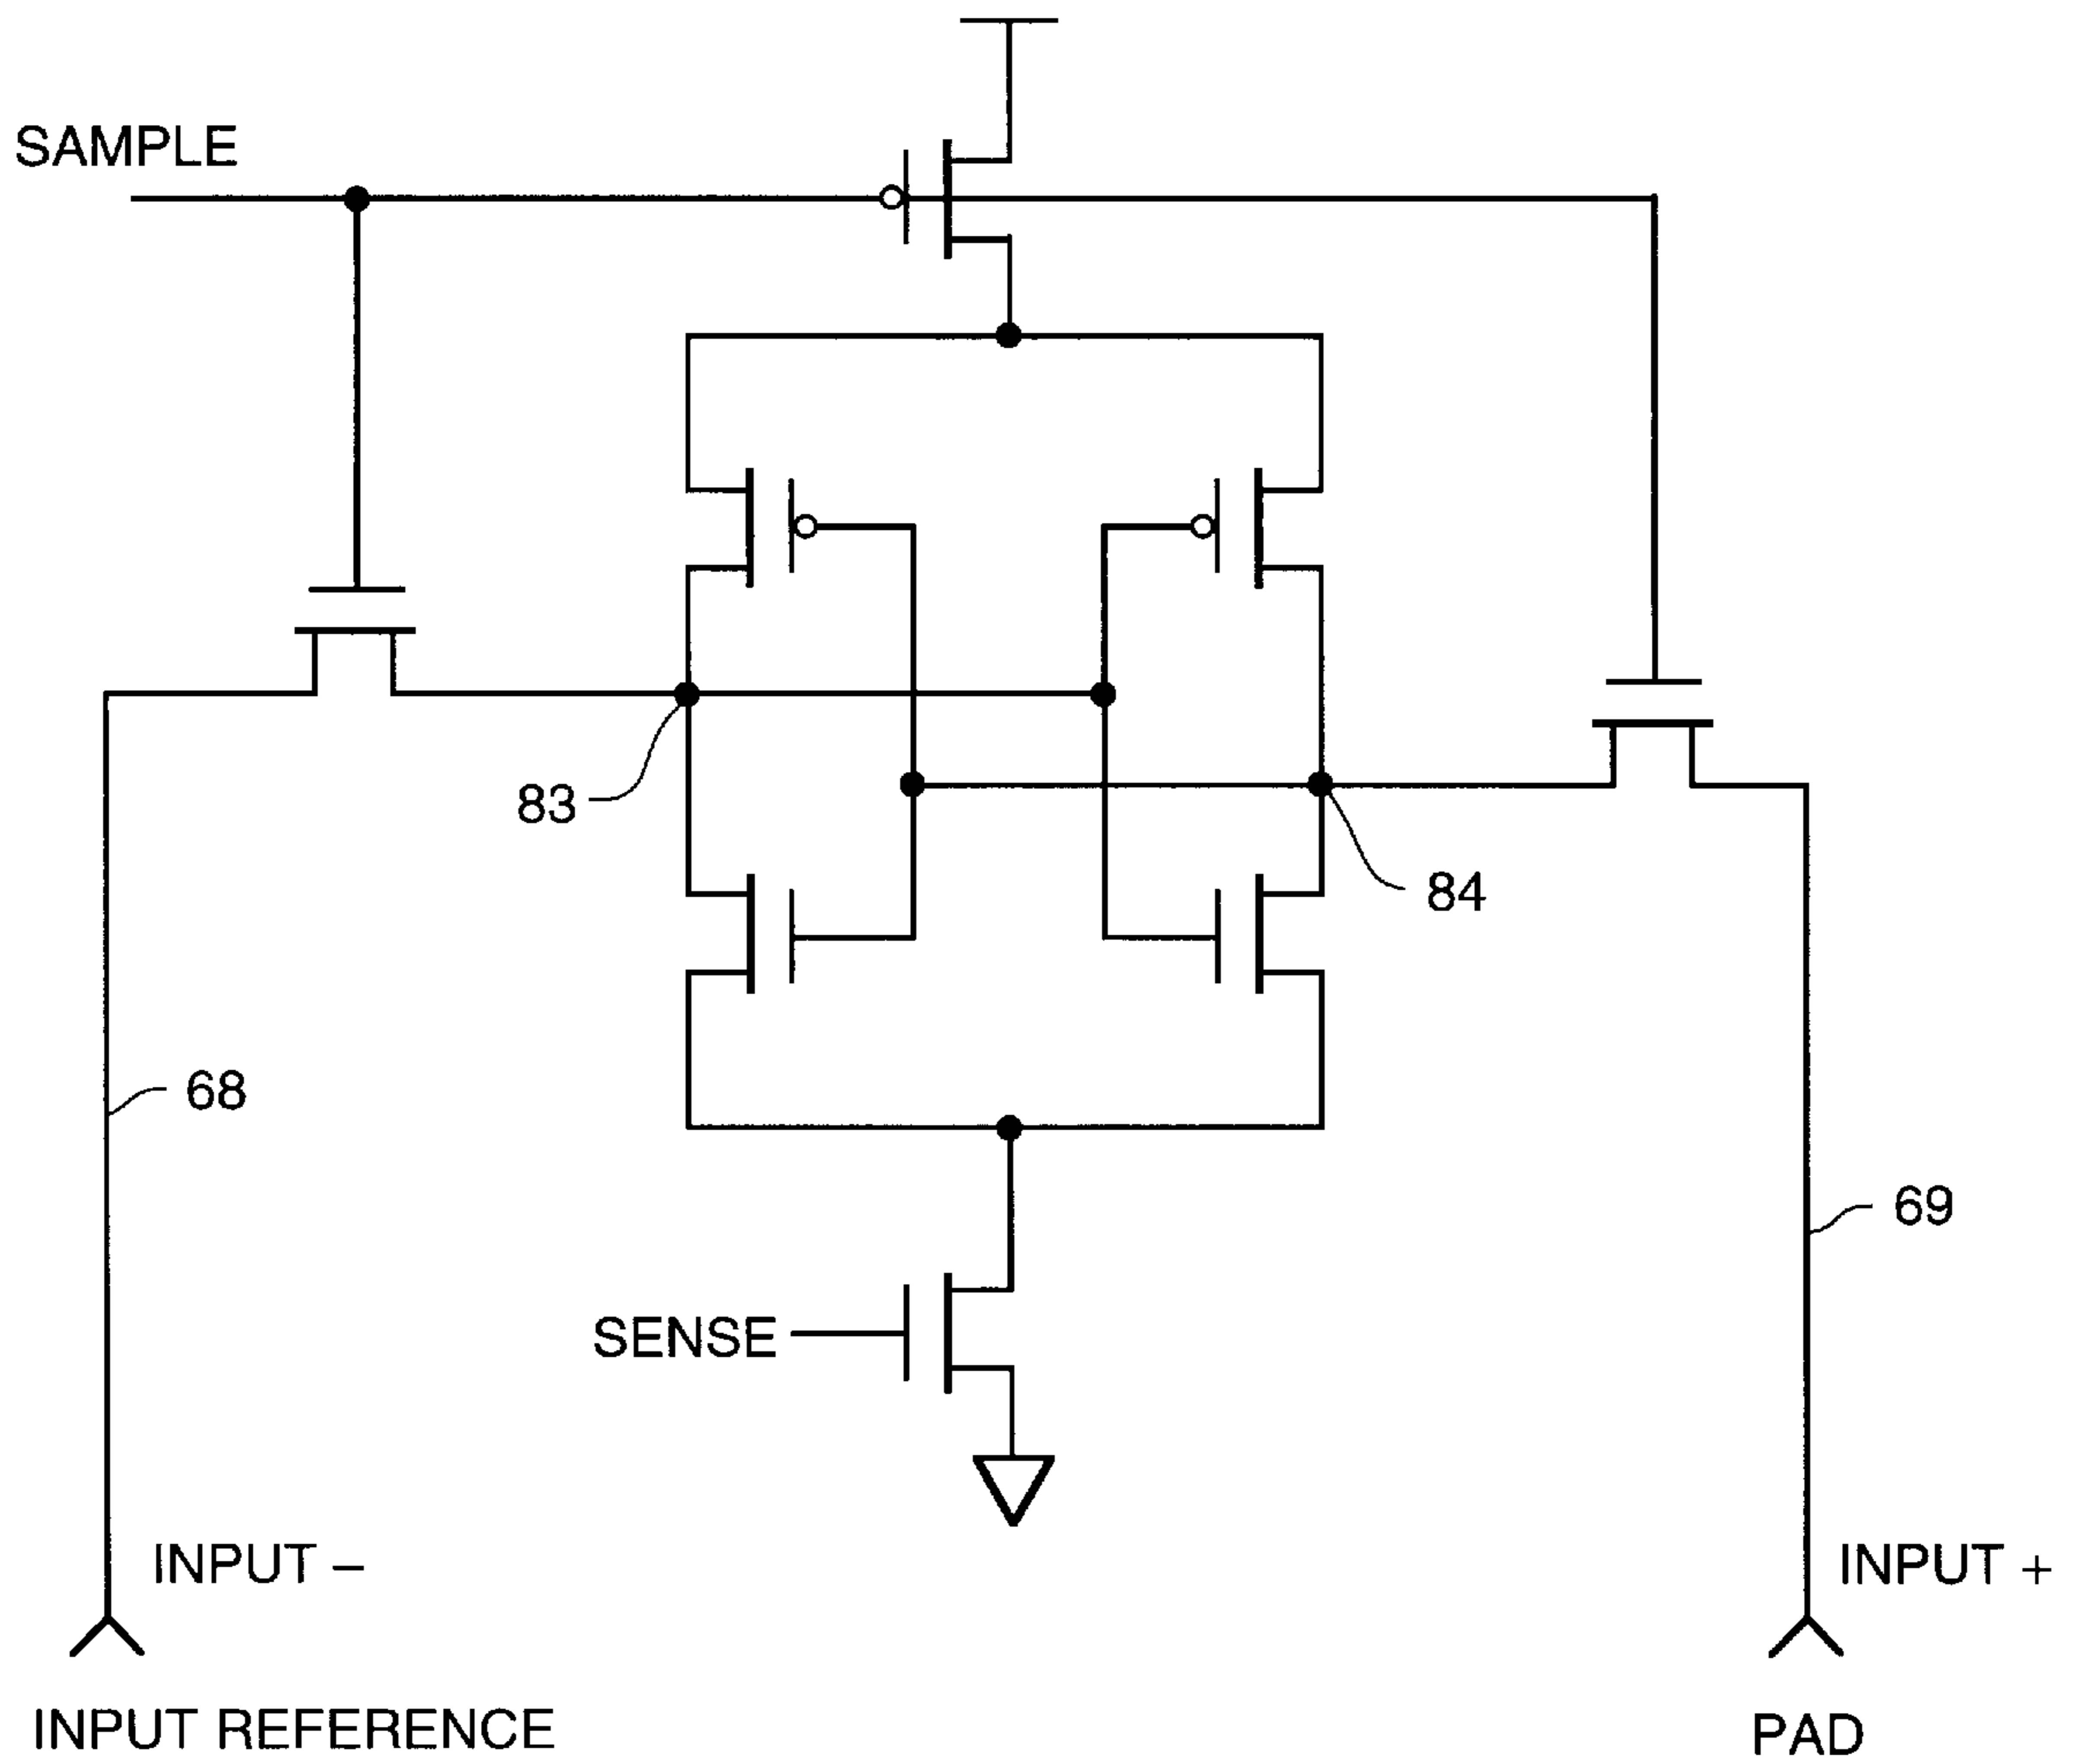 SAMPLE
83
84
68
69
SENSE
INPUT –
INPUT +
INPUT REFERENCE
PAD